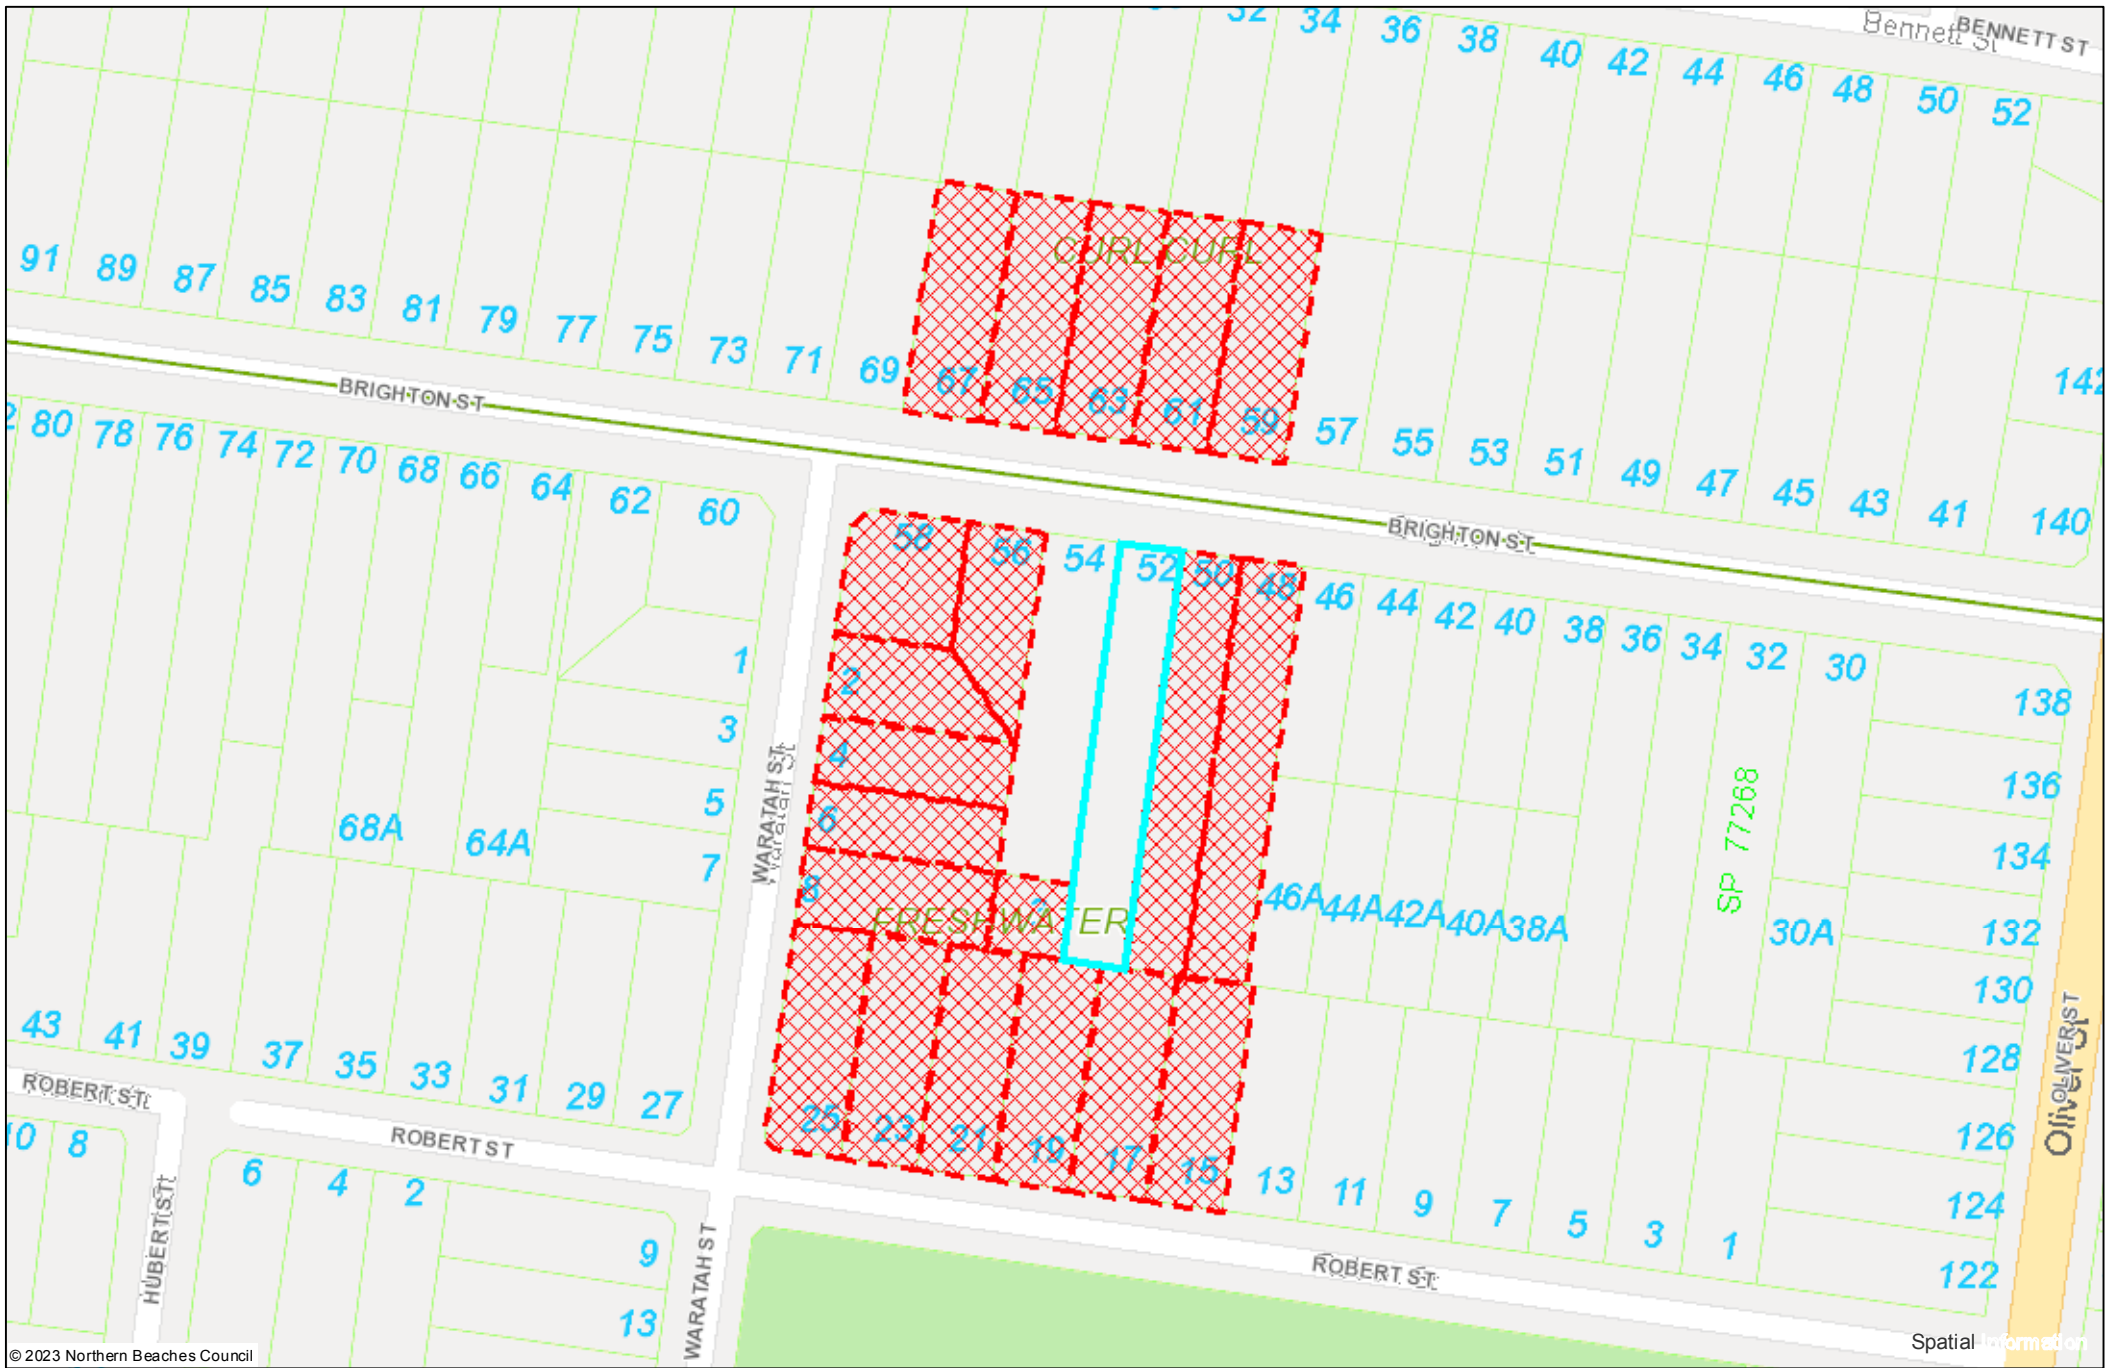 32 34 36 38 40 42 44 46 48 50 52
Bennett St
BENNETT ST
CURL CURL
91 89 87 85 83 81 79 77 75 73 71 69 67 65 63 61 59 57 55 53 51 49 47 45 43 41 140
142
BRIGHTON ST
BRIGHTON ST
80 78 76 74 72 70 68 66 64 62 60
58 56 54 52 50 48 46 44 42 40 38 36 34 32 30
138
136
134
132
130
128
126
124
122
1
3
5
7
2
4
6
8
WARATAH ST
Waratah St
68A 64A
FRESHWATER
46A 44A 42A 40A 38A
SP 77268
30A
OLIVER ST
Oliver St
43 41 39 37 35 33 31 29 27
25 23 21 19 17 15 13 11 9 7 5 3 1
ROBERT ST
ROBERT ST
ROBERT ST
10 8
6 4 2
9
13
HUBERT ST
WARATAH ST
© 2023 Northern Beaches Council
Spatial Information